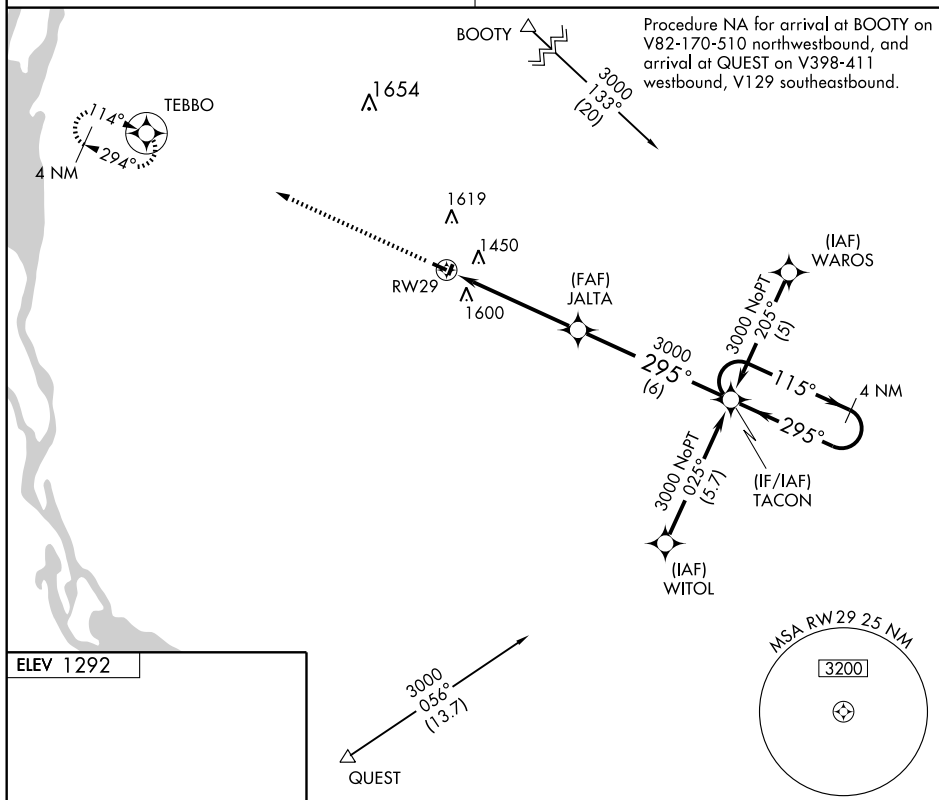 Procedure NA for arrival at BOOTY on
V82-170-510 northwestbound, and
arrival at QUEST on V398-411
westbound, V129 southeastbound.
BOOTY
3000
133°
(20)
1654
TEBBO
114°
294°
4 NM
1619
1450
RW29
1600
(FAF)
JALTA
(IAF)
WAROS
3000 NoPT
205°
(5)
3000
295°
(6)
115°
4 NM
295°
3000 NoPT
025°
(5.7)
(IF/IAF)
TACON
(IAF)
WITOL
MSA RW29 25 NM
3200
ELEV 1292
3000
056°
(13.7)
QUEST